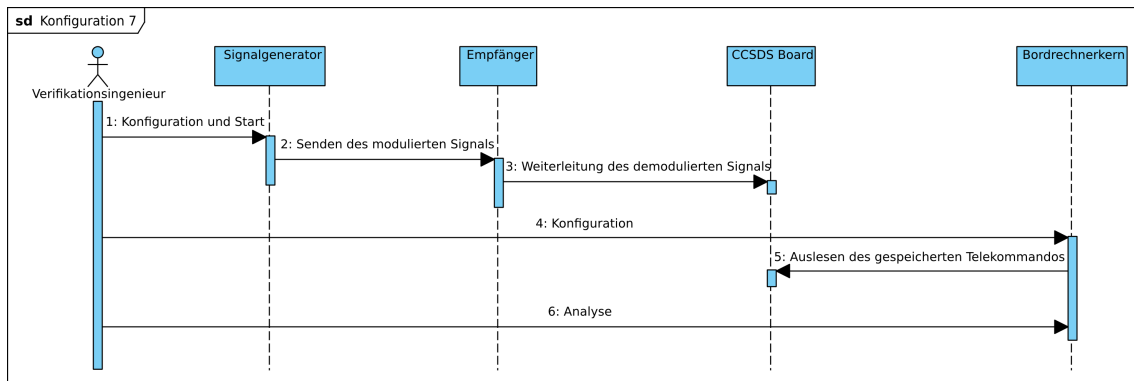 sd Konfiguration 7
Signalgenerator
Empfänger
CCSDS Board
Bordrechnerkern
Verifikationsingenieur
1: Konfiguration und Start
2: Senden des modulierten Signals
3: Weiterleitung des demodulierten Signals
4: Konfiguration
5: Auslesen des gespeicherten Telekommandos
6: Analyse